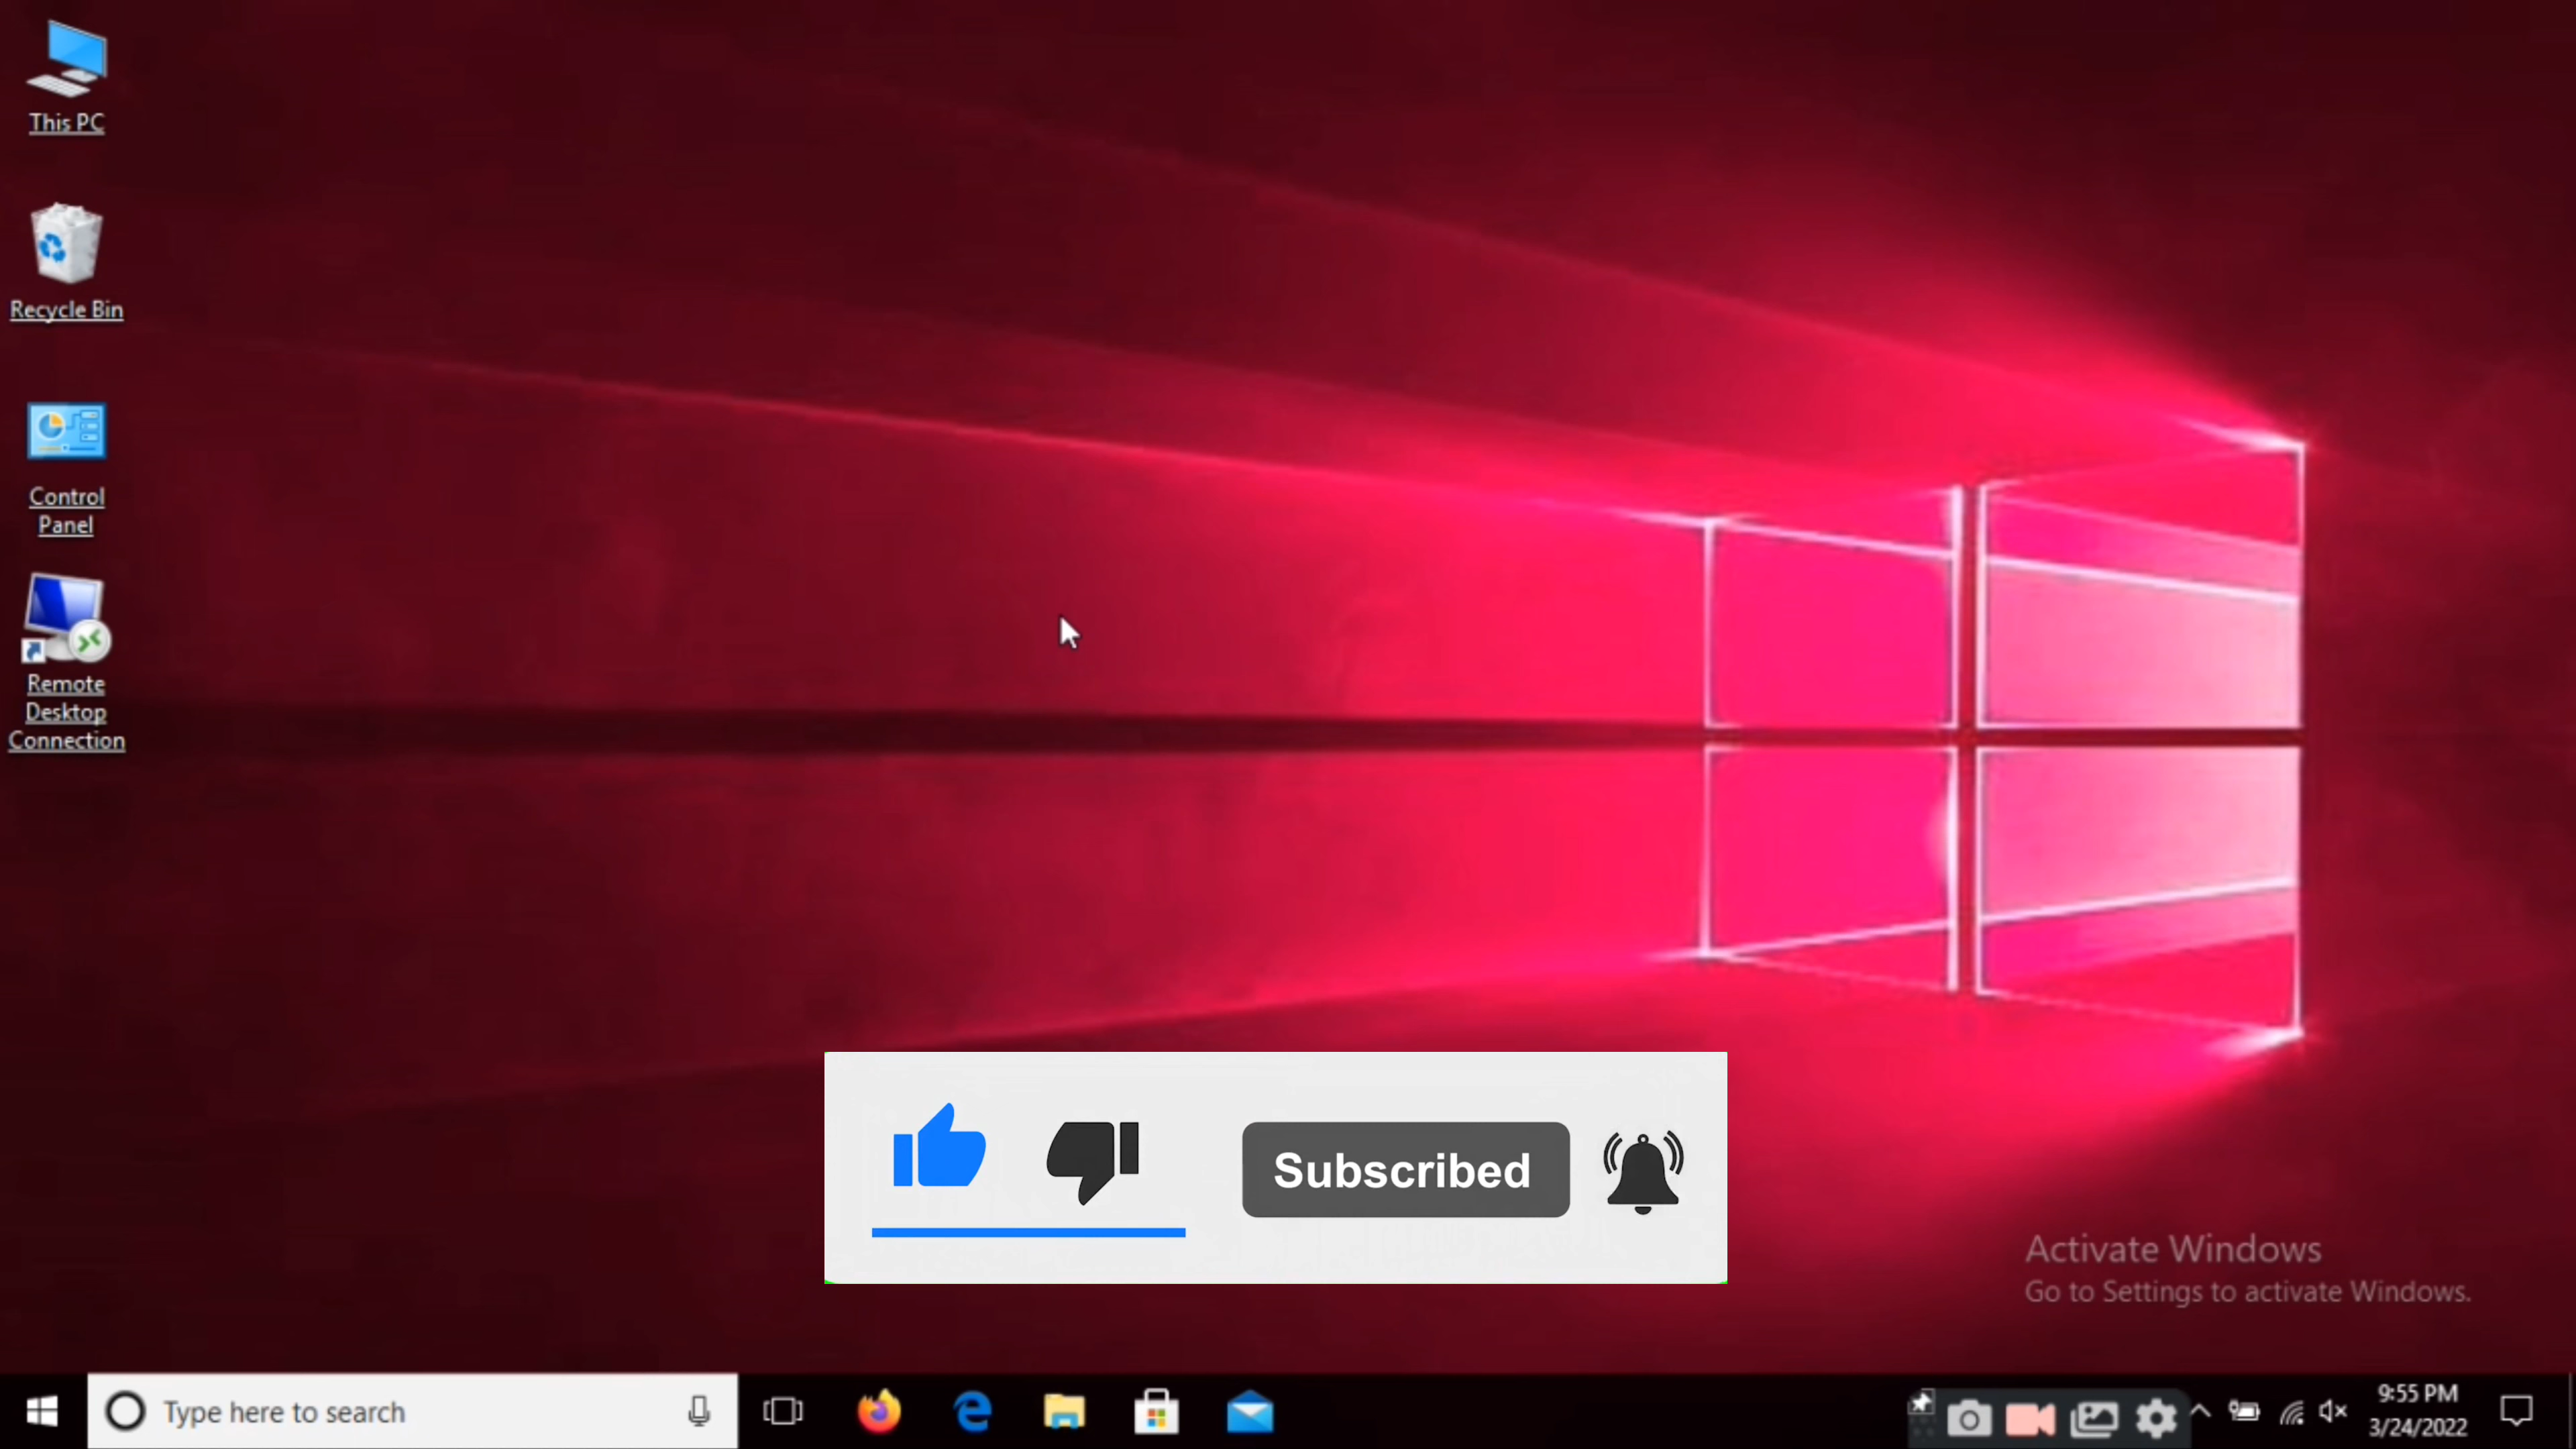 This PC
Recycle Bin
Control
Panel
Remote
Desktop
Connection
Subscribed
Activate Windows
Go to Settings to activate Windows.
Type here to search
9:55 PM
3/24/2022